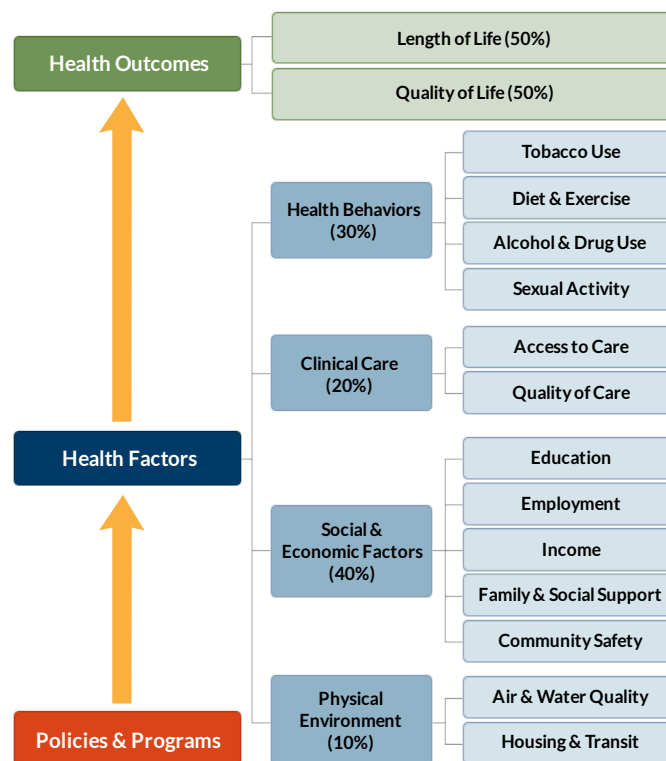 Health Outcomes
Length of Life (50%)
Quality of Life (50%)
Health Factors
Health Behaviors
(30%)
Tobacco Use
Diet & Exercise
Alcohol & Drug Use
Sexual Activity
Clinical Care
(20%)
Access to Care
Quality of Care
Social &
Economic Factors
(40%)
Education
Employment
Income
Family & Social Support
Community Safety
Physical
Environment
(10%)
Air & Water Quality
Housing & Transit
Policies & Programs